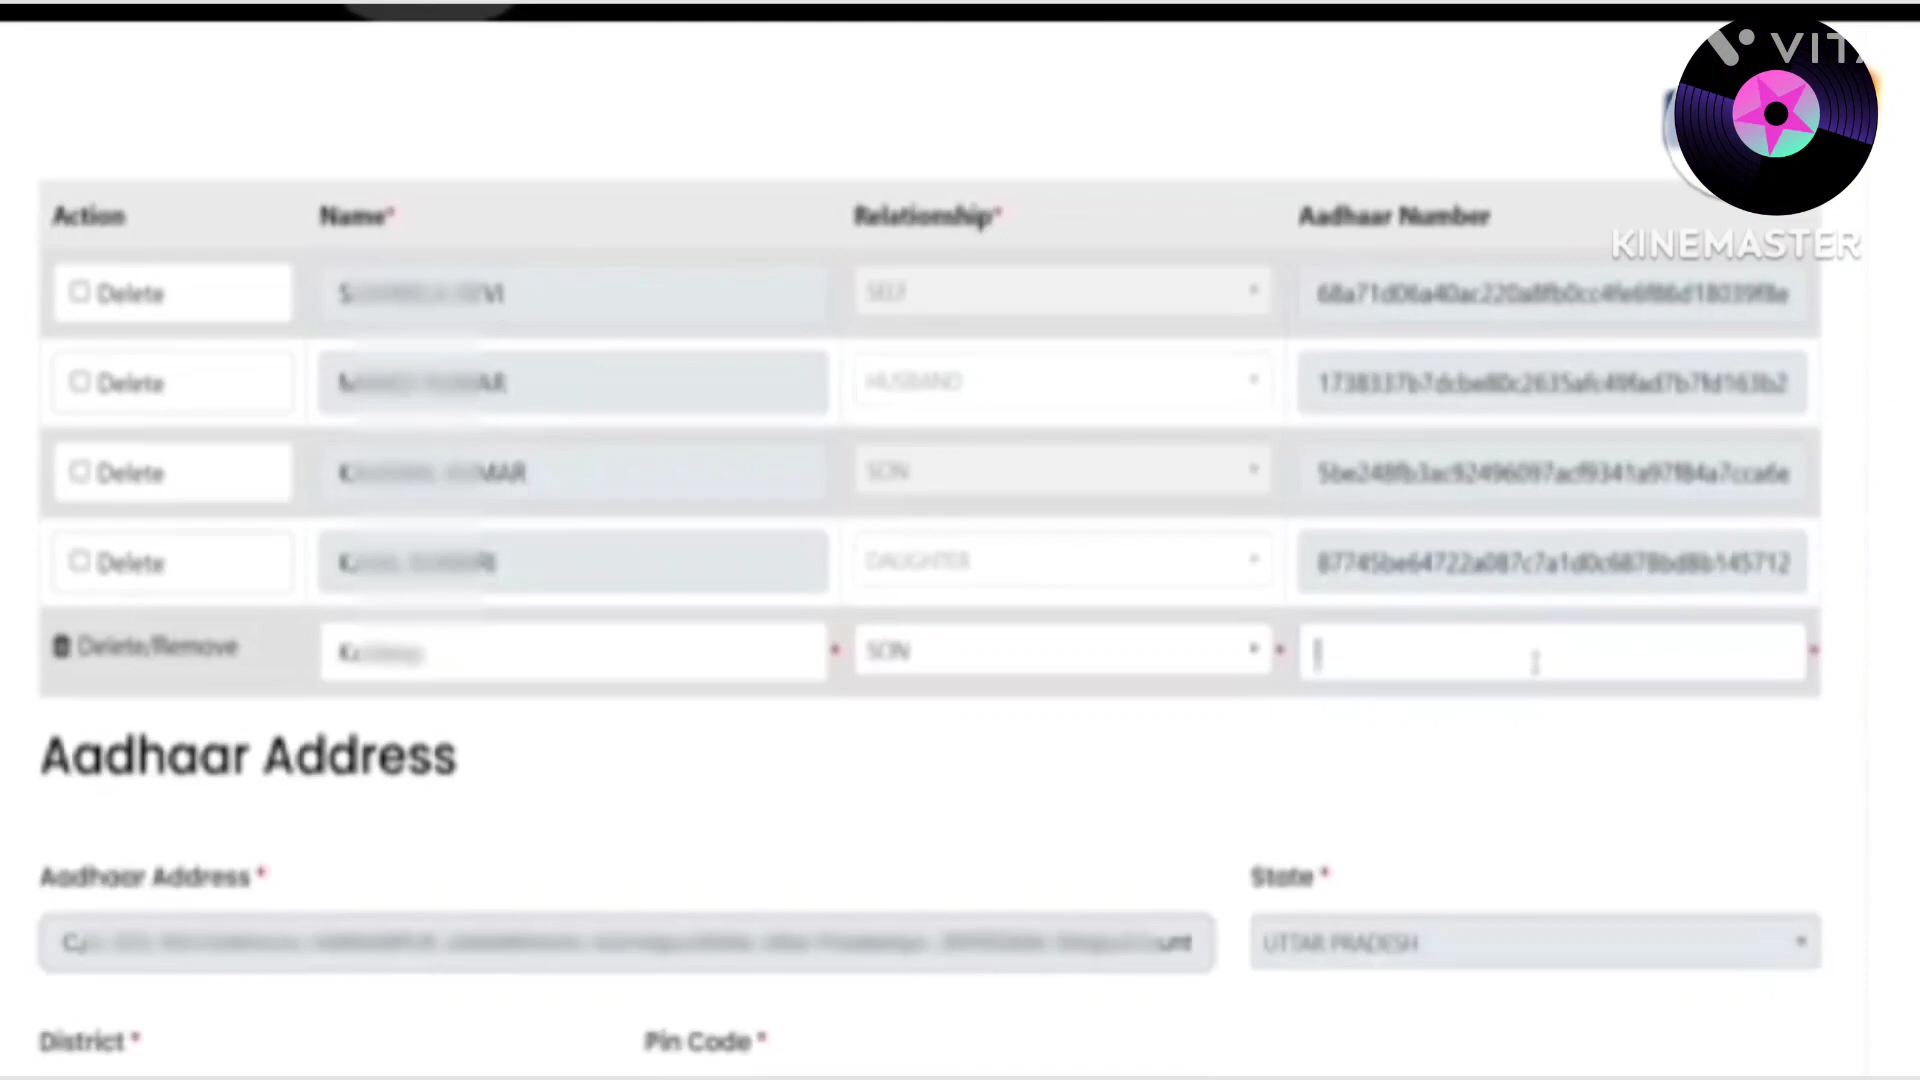 VITA
KINEMASTER
Action Name* Relationship* Aadhaar Number
Delete SELF 68a71d06a40ac220a8fb0cc4fe6f86d18039f8e
Delete HUSBAND 1738337b7dcbe80c2635afc49fad7b7fd163b2
Delete SON 5be248fb3ac92496097acf9341a97f84a7cca6e
Delete DAUGHTER 87745be64722a087c7a1d0c6878bd8b145712
Delete/Remove * SON * *
Aadhaar Address
Aadhaar Address * State *
UTTAR PRADESH
District * Pin Code *